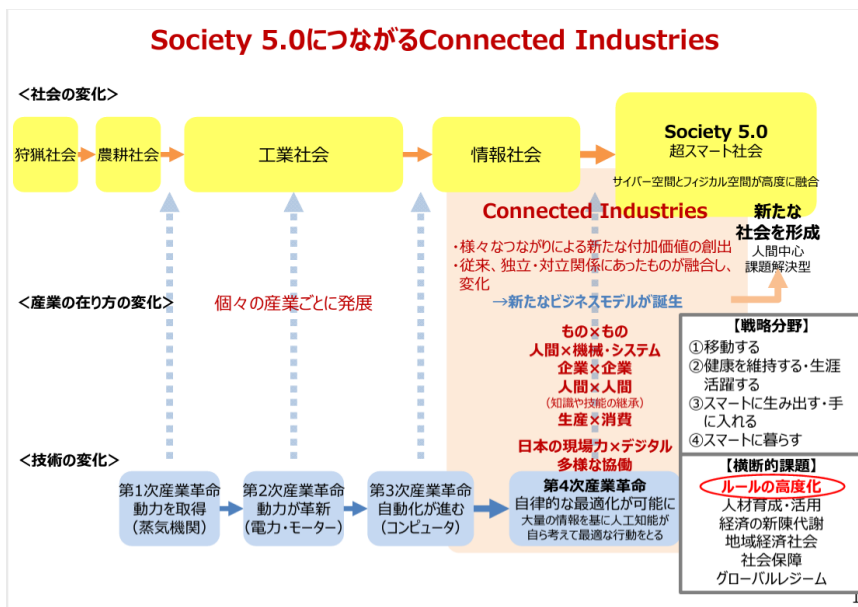 Society 5.0につながるConnected Industries
<社会の変化>
狩猟社会
農耕社会
工業社会
情報社会
Society 5.0
超スマート社会
サイバー空間とフィジカル空間が高度に融合
Connected Industries
・様々なつながりによる新たな付加価値の創出
・従来、独立・対立関係にあったものが融合し、
変化
→新たなビジネスモデルが誕生
新たな
社会を形成
人間中心
課題解決型
<産業の在り方の変化>
個々の産業ごとに発展
もの×もの
人間×機械・システム
企業×企業
人間×人間
(知識や技能の継承)
生産×消費
日本の現場力×デジタル
多様な協働
【戦略分野】
①移動する
②健康を維持する・生涯
活躍する
③スマートに生み出す・手
に入れる
④スマートに暮らす
<技術の変化>
第1次産業革命
動力を取得
(蒸気機関)
第2次産業革命
動力が革新
(電力・モーター)
第3次産業革命
自動化が進む
(コンピュータ)
第4次産業革命
自律的な最適化が可能に
大量の情報を基に人工知能が
自ら考えて最適な行動をとる
【横断的課題】
ルールの高度化
人材育成・活用
経済の新陳代謝
地域経済社会
社会保障
グローバルレジーム
1